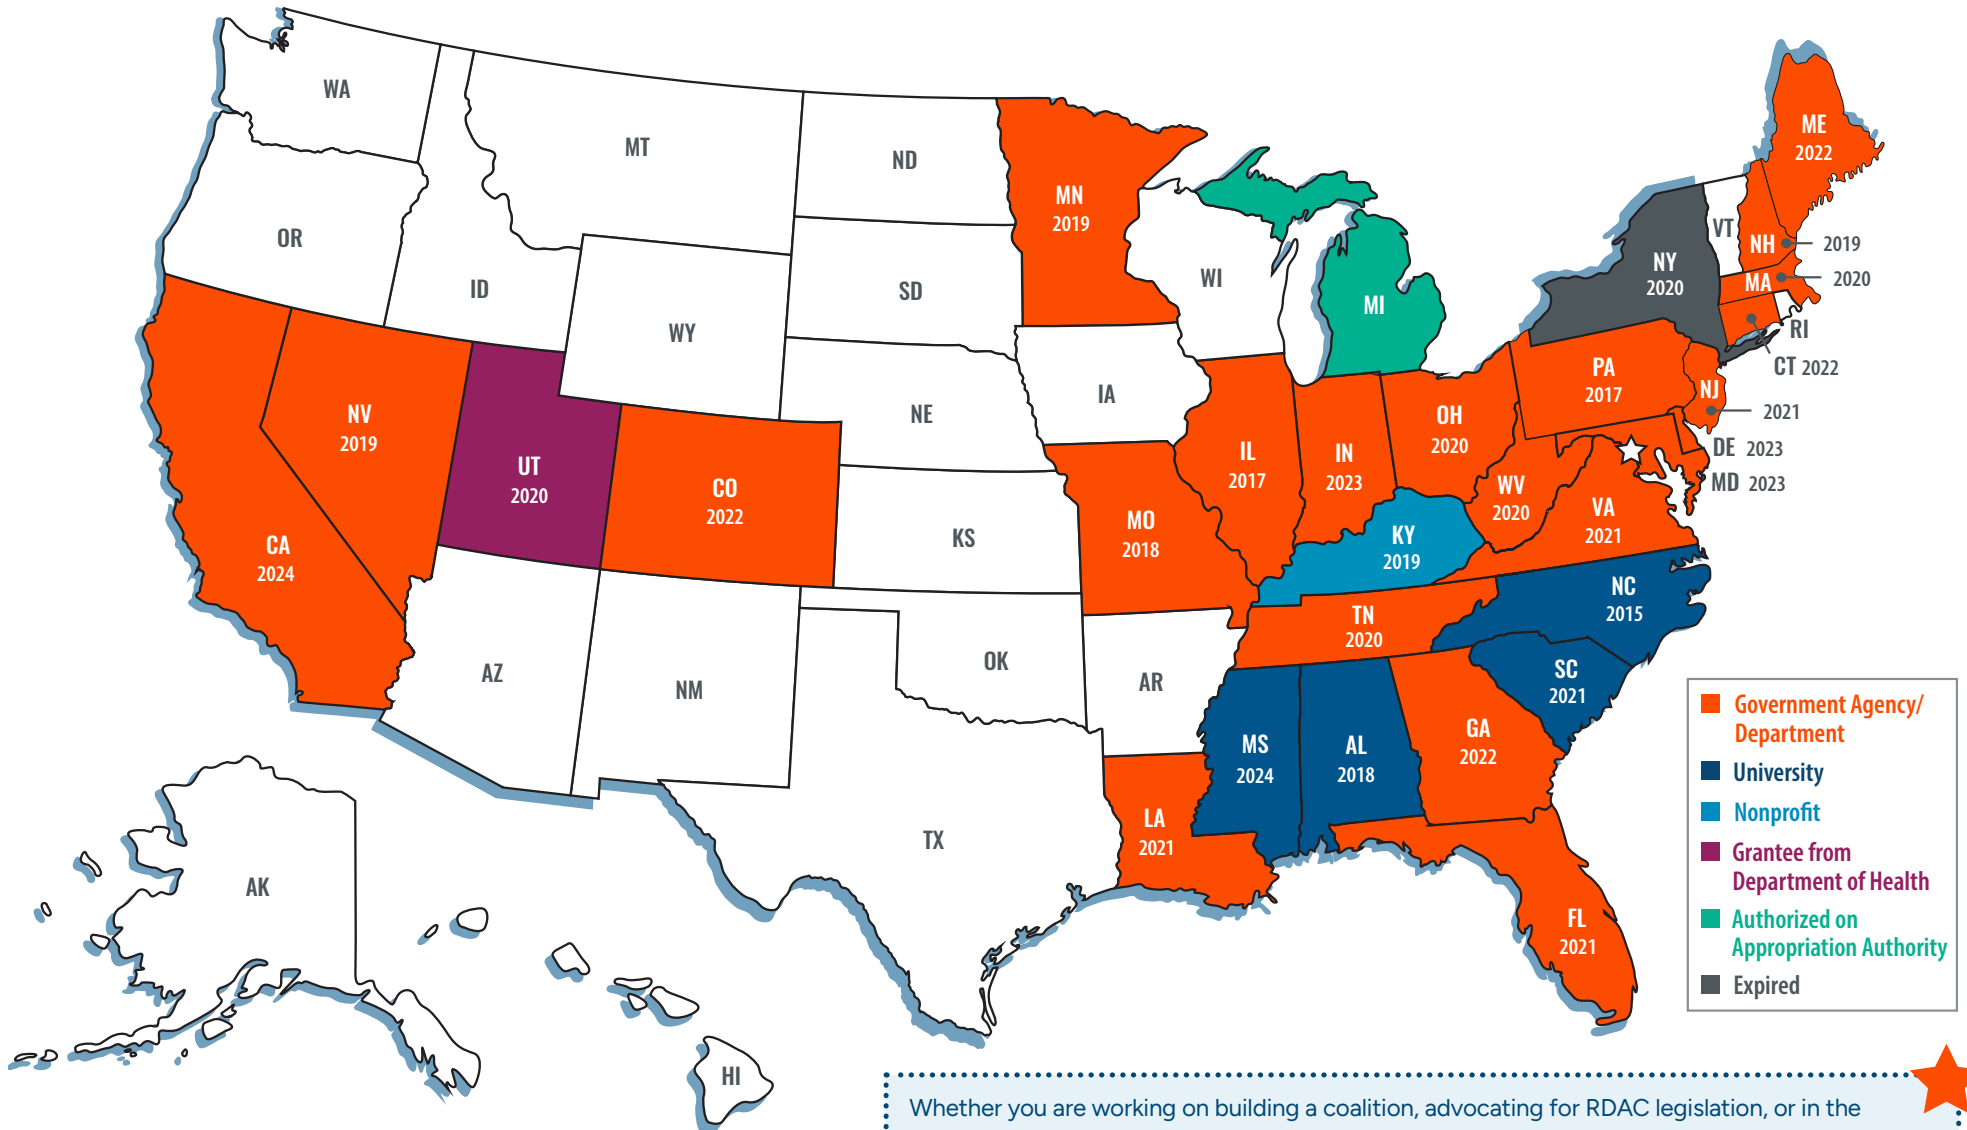 WA
MT
ND
MN
2019
ME
2022
OR
ID
SD
WI
MI
NY
2020
VT
NH
2019
MA
2020
RI
CT 2022
WY
NE
IA
PA
2017
NJ
2021
DE 2023
MD 2023
NV
2019
UT
2020
CO
2022
KS
MO
2018
IL
2017
IN
2023
OH
2020
WV
2020
VA
2021
KY
2019
CA
2024
TN
2020
NC
2015
SC
2021
AZ
NM
OK
AR
MS
2024
AL
2018
GA
2022
LA
2021
TX
FL
2021
AK
HI
Government Agency/
Department
University
Nonprofit
Grantee from
Department of Health
Authorized on
Appropriation Authority
Expired
Whether you are working on building a coalition, advocating for RDAC legislation, or in the